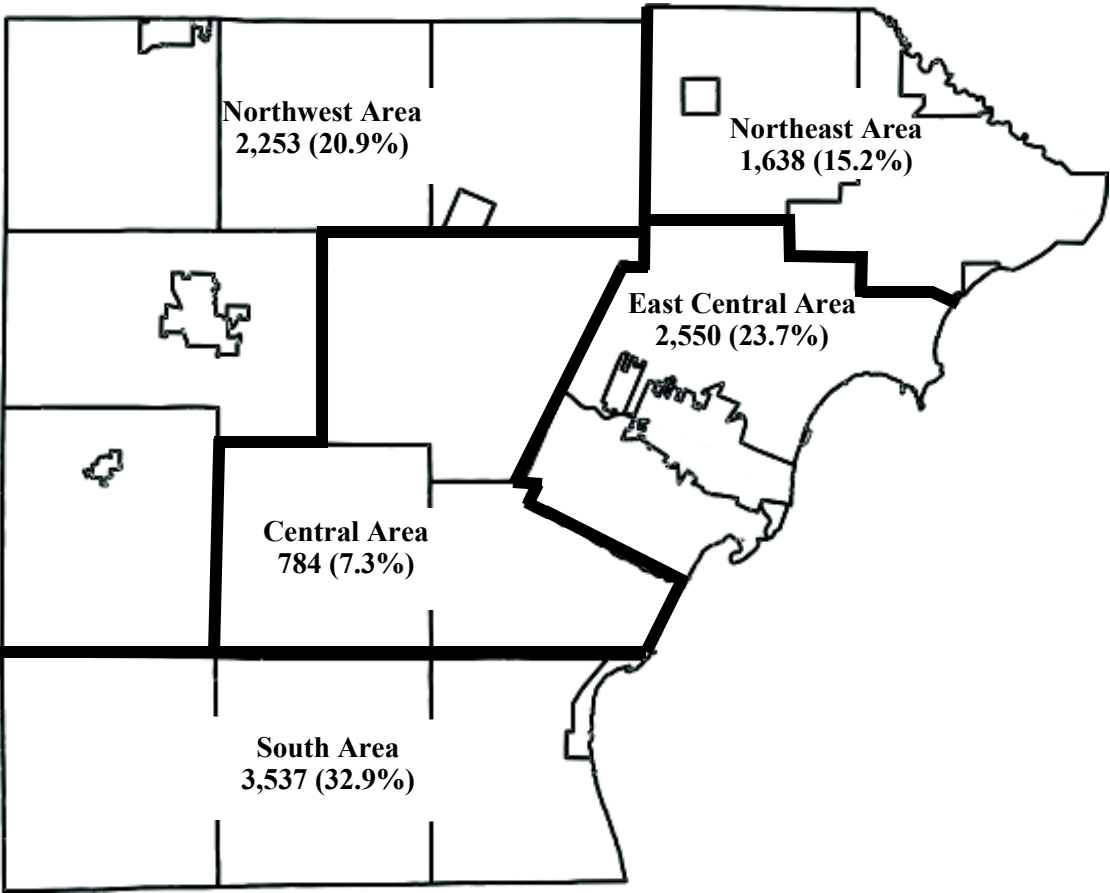 Northwest Area
2,253 (20.9%)
Northeast Area
1,638 (15.2%)
East Central Area
2,550 (23.7%)
Central Area
784 (7.3%)
South Area
3,537 (32.9%)